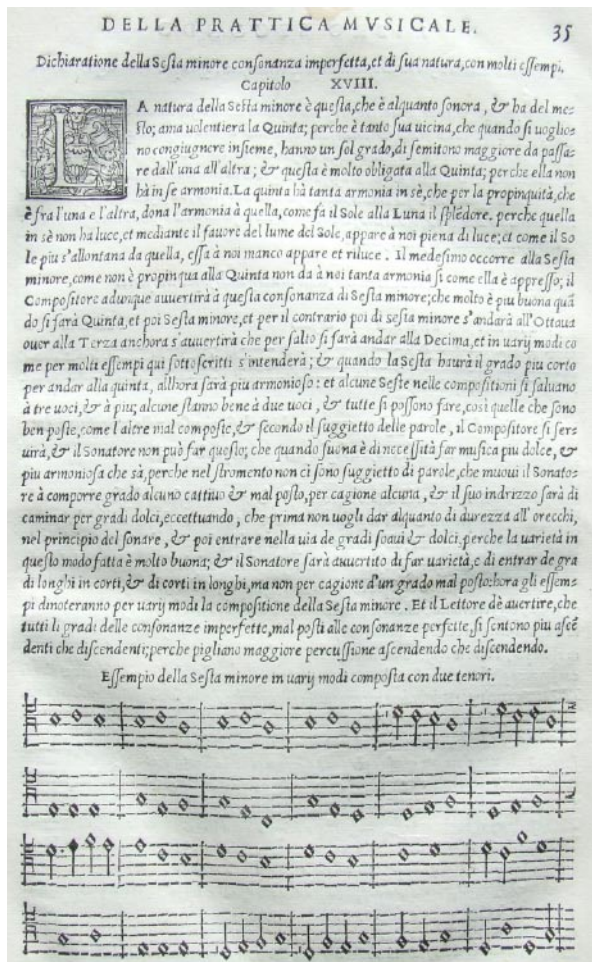 DELLA PRATTICA MVSICALE. 35
Dichiaratione della Sesta minore consonanza imperfetta, et di sua natura, con molti essempi.
Capitolo XVIII.
LA natura della Sesta minore è questa, che è alquanto sonora, & ha del me=
sto; ama uolentiera la Quinta; perche è tanto sua uicina, che quando si uoglio=
no congiugnere insieme, hanno un sol grado, di semitono maggiore da passa=
re dall'una all'altra; & questa è molto obligata alla Quinta; perche ella non
hà in se armonia. La quinta hà tanta armonia in sè, che per la propinquità, che
è fra l'una e l'altra, dona l'armonia à quella, come fa il Sole alla Luna il splēdore. perche quella
in sè non ha luce, et mediante il fauore del lume del Sole, appare à noi piena di luce; et come il So
le piu s'allontana da quella, essa à noi manco appare et riluce. Il medesimo occorre alla Sesta
minore, come non è propinqua alla Quinta non da à noi tanta armonia si come ella è appresso; il
Compositore adunque auuertirà à questa consonanza di Sesta minore; che molto è piu buona quā
do si farà Quinta, et poi Sesta minore, et per il contrario poi di sesta minore s'andarà all'Ottaua
ouer alla Terza anchora s'auuertirà che per salto si farà andar alla Decima, et in uarij modi co
me per molti essempi qui sottoscritti s'intenderà; & quando la Sesta haurà il grado piu corto
per andar alla quinta, allhora sarà piu armonioso: et alcune Seste nelle compositioni si saluano
à tre uoci, & à piu; alcune stanno bene à due uoci, & tutte si possono fare, così quelle che sono
ben poste, come l'altre mal composte, & secondo il suggietto delle parole, il Compositore si ser=
uirà, & il Sonatore non può far questo; che quando suona è di necessità far musica piu dolce, &
piu armoniosa che sà, perche nel stromento non ci sono suggietto di parole, che muoui il Sonato=
re à comporre grado alcuno cattiuo & mal posto, per cagione alcuna, & il suo indrizzo sarà di
caminar per gradi dolci, eccettuando, che prima non uogli dar alquanto di durezza all'orecchi,
nel principio del sonare, & poi entrare nella uia de gradi soaui & dolci, perche la uarietà in
questo modo fatta è molto buona; & il Sonatore sarà auuertito di far uarietà, e di entrar de gra
di longhi in corti, & di corti in longhi, ma non per cagione d'un grado mal posto: hora gli essem=
pi dinoteranno per uarij modi la compositione della Sesta minore. Et il Lettore dè auertire, che
tutti li gradi delle consonanze imperfette, mal posti alle consonanze perfette, si sentono piu ascē
denti che discendenti; perche pigliano maggiore percussione ascendendo che discendendo.
Essempio della Sesta minore in uarij modi composta con due tenori.